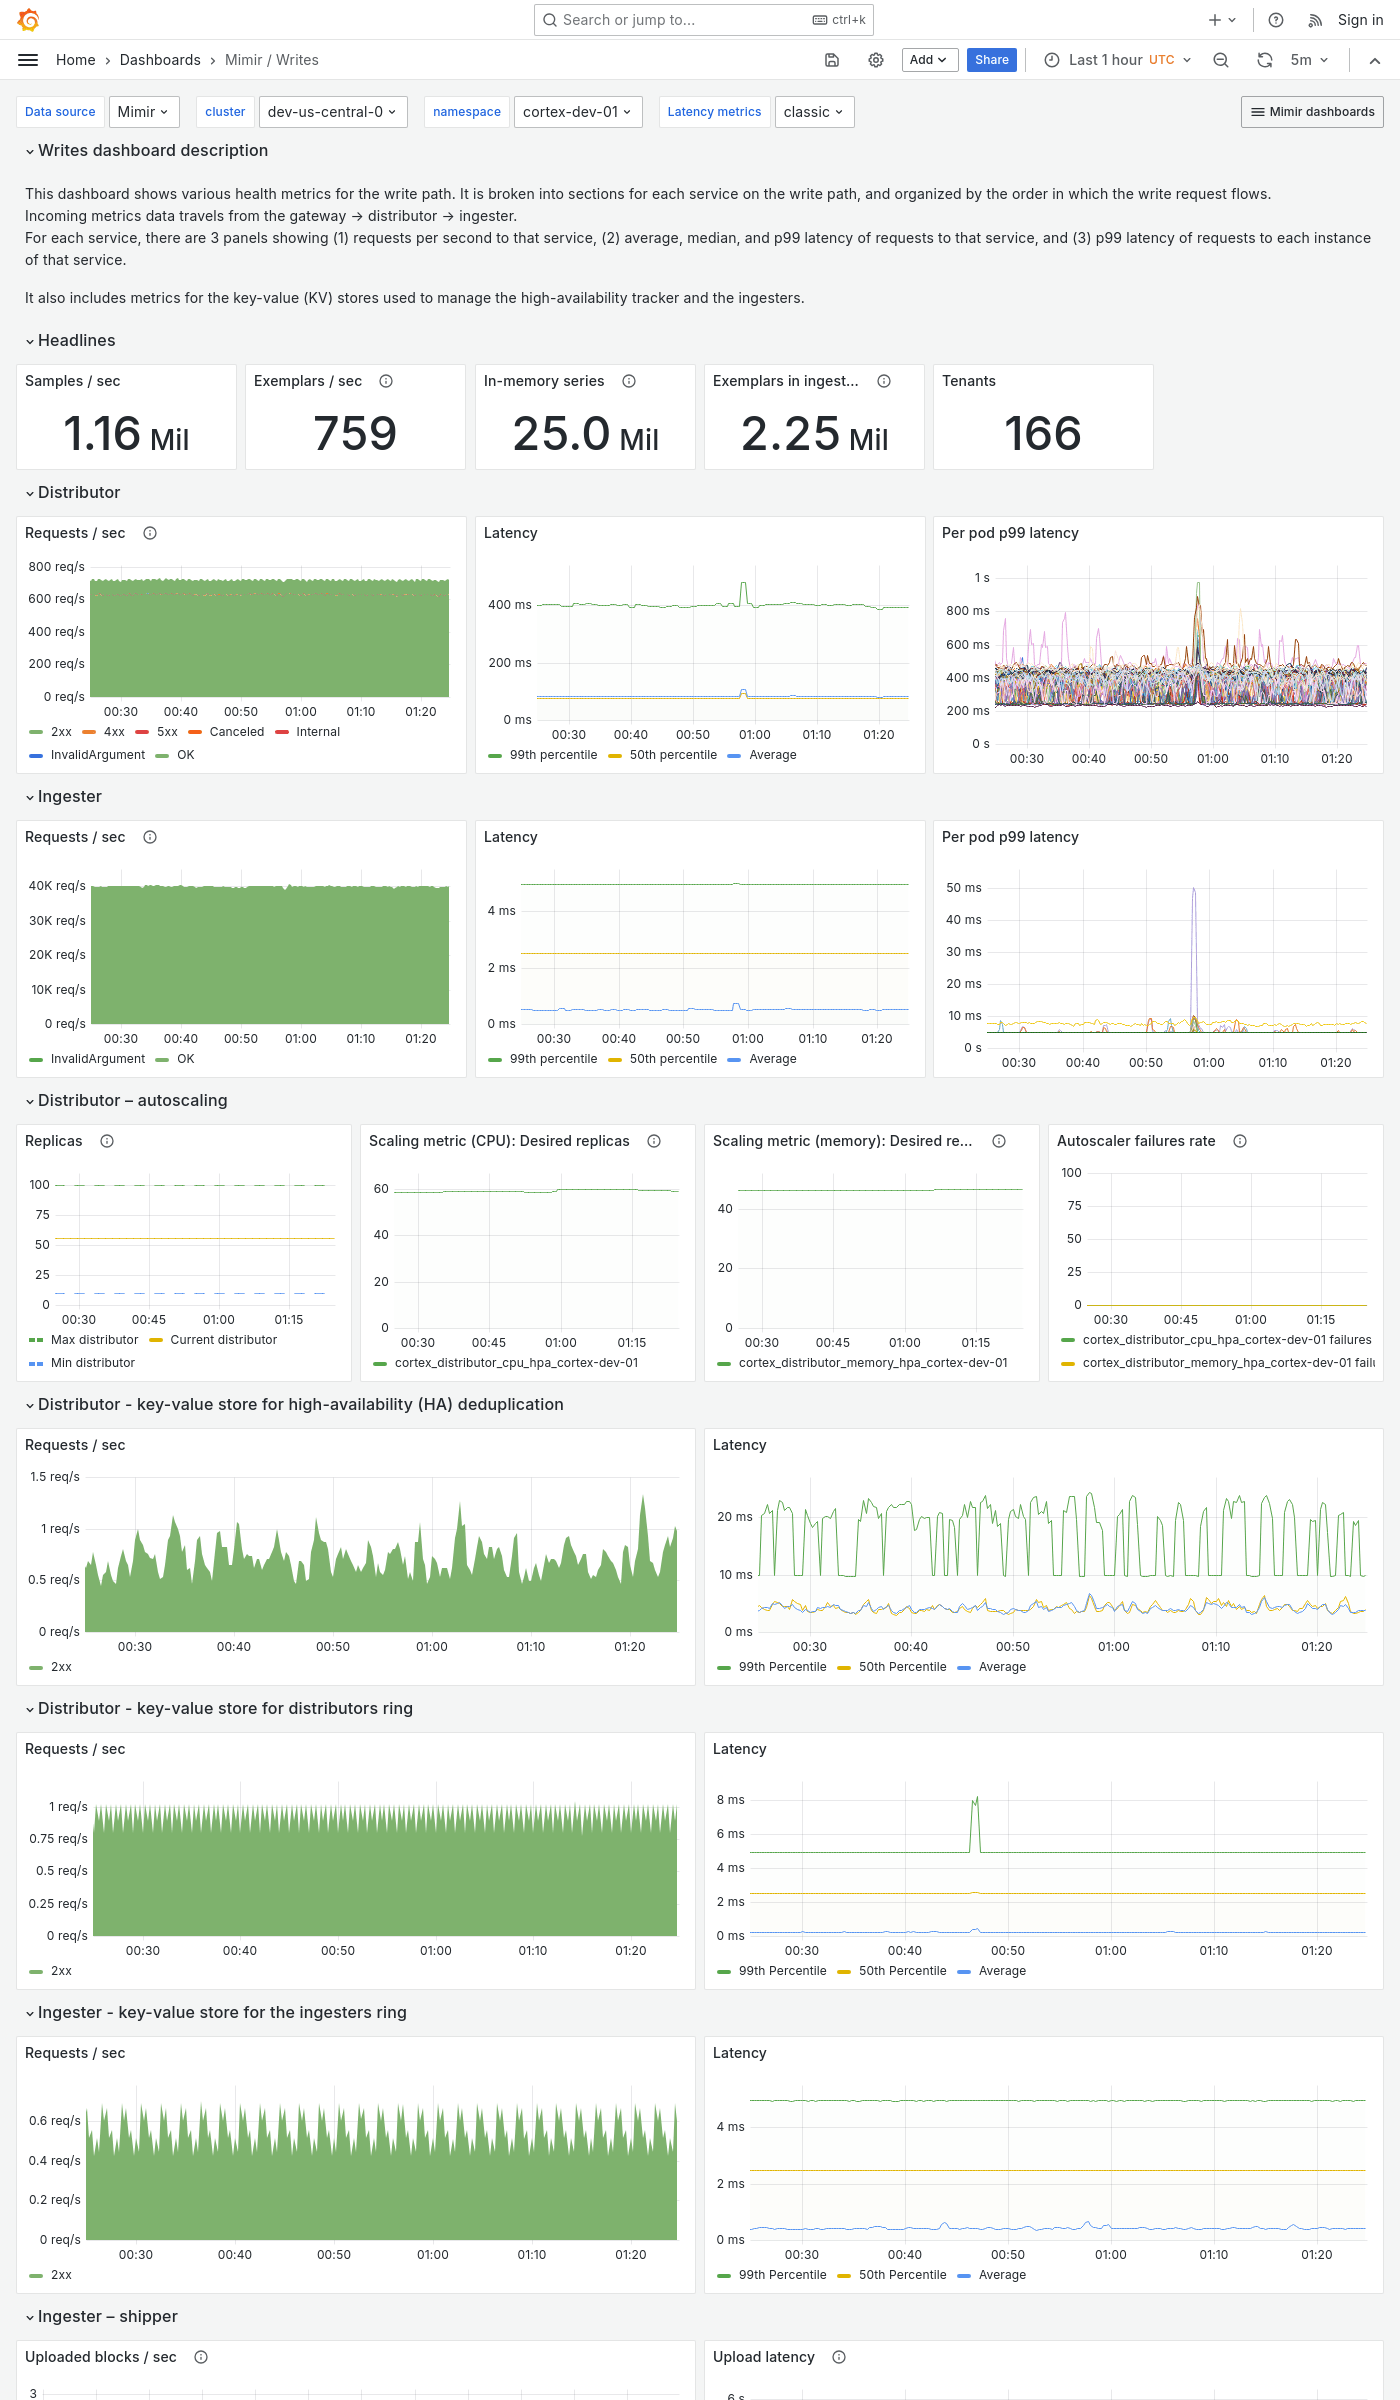 Search or jump to...
ctrl+k
Sign in
Home
Dashboards
Mimir / Writes
Add
Share
Last 1 hour UTC
5m
Data source
Mimir
cluster
dev-us-central-0
namespace
cortex-dev-01
Latency metrics
classic
Mimir dashboards
Writes dashboard description
This dashboard shows various health metrics for the write path. It is broken into sections for each service on the write path, and organized by the order in which the write request flows.
Incoming metrics data travels from the gateway → distributor → ingester.
For each service, there are 3 panels showing (1) requests per second to that service, (2) average, median, and p99 latency of requests to that service, and (3) p99 latency of requests to each instance
of that service.
It also includes metrics for the key-value (KV) stores used to manage the high-availability tracker and the ingesters.
Headlines
Samples / sec
1.16 Mil
Exemplars / sec
759
In-memory series
25.0 Mil
Exemplars in ingest...
2.25 Mil
Tenants
166
Distributor
Requests / sec
800 req/s
600 req/s
400 req/s
200 req/s
0 req/s
00:30 00:40 00:50 01:00 01:10 01:20
2xx 4xx 5xx Canceled Internal
InvalidArgument OK
Latency
400 ms
200 ms
0 ms
00:30 00:40 00:50 01:00 01:10 01:20
99th percentile 50th percentile Average
Per pod p99 latency
1 s
800 ms
600 ms
400 ms
200 ms
0 s
00:30 00:40 00:50 01:00 01:10 01:20
Ingester
Requests / sec
40K req/s
30K req/s
20K req/s
10K req/s
0 req/s
00:30 00:40 00:50 01:00 01:10 01:20
InvalidArgument OK
Latency
4 ms
2 ms
0 ms
00:30 00:40 00:50 01:00 01:10 01:20
99th percentile 50th percentile Average
Per pod p99 latency
50 ms
40 ms
30 ms
20 ms
10 ms
0 s
00:30 00:40 00:50 01:00 01:10 01:20
Distributor – autoscaling
Replicas
100
75
50
25
0
00:30 00:45 01:00 01:15
Max distributor Current distributor
Min distributor
Scaling metric (CPU): Desired replicas
60
40
20
0
00:30 00:45 01:00 01:15
cortex_distributor_cpu_hpa_cortex-dev-01
Scaling metric (memory): Desired re...
40
20
0
00:30 00:45 01:00 01:15
cortex_distributor_memory_hpa_cortex-dev-01
Autoscaler failures rate
100
75
50
25
0
00:30 00:45 01:00 01:15
cortex_distributor_cpu_hpa_cortex-dev-01 failures
cortex_distributor_memory_hpa_cortex-dev-01
Distributor - key-value store for high-availability (HA) deduplication
Requests / sec
1.5 req/s
1 req/s
0.5 req/s
0 req/s
00:30 00:40 00:50 01:00 01:10 01:20
2xx
Latency
20 ms
10 ms
0 ms
00:30 00:40 00:50 01:00 01:10 01:20
99th Percentile 50th Percentile Average
Distributor - key-value store for distributors ring
Requests / sec
1 req/s
0.75 req/s
0.5 req/s
0.25 req/s
0 req/s
00:30 00:40 00:50 01:00 01:10 01:20
2xx
Latency
8 ms
6 ms
4 ms
2 ms
0 ms
00:30 00:40 00:50 01:00 01:10 01:20
99th Percentile 50th Percentile Average
Ingester - key-value store for the ingesters ring
Requests / sec
0.6 req/s
0.4 req/s
0.2 req/s
0 req/s
00:30 00:40 00:50 01:00 01:10 01:20
2xx
Latency
4 ms
2 ms
0 ms
00:30 00:40 00:50 01:00 01:10 01:20
99th Percentile 50th Percentile Average
Ingester – shipper
Uploaded blocks / sec
3
Upload latency
6 s